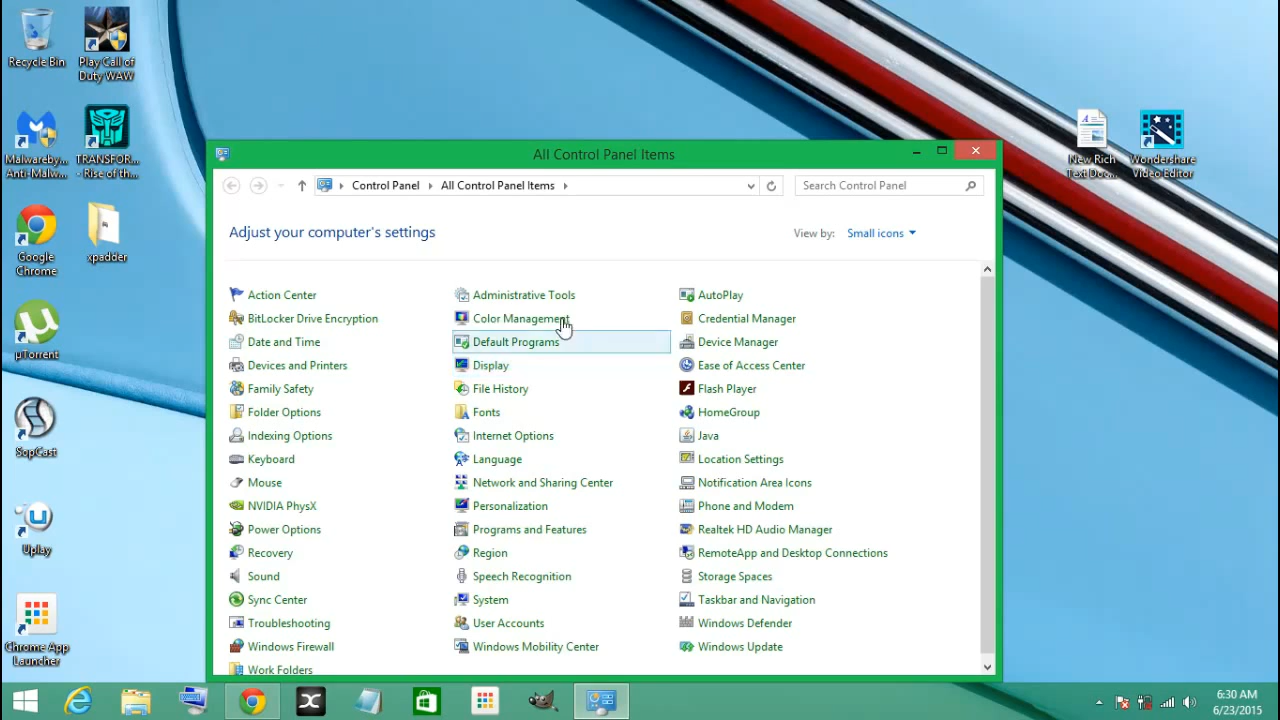 Recycle Bin
Play Call of
Duty WAW
Malwareby...
Anti-Malw...
TRANSFOR...
- Rise of th...
Google
Chrome
xpadder
µTorrent
SopCast
Uplay
Chrome App
Launcher
New Rich
Text Doc...
Wondershare
Video Editor
All Control Panel Items
Control Panel
All Control Panel Items
Search Control Panel
Adjust your computer's settings
View by: Small icons
Action Center
Administrative Tools
AutoPlay
BitLocker Drive Encryption
Color Management
Credential Manager
Date and Time
Default Programs
Device Manager
Devices and Printers
Display
Ease of Access Center
Family Safety
File History
Flash Player
Folder Options
Fonts
HomeGroup
Indexing Options
Internet Options
Java
Keyboard
Language
Location Settings
Mouse
Network and Sharing Center
Notification Area Icons
NVIDIA PhysX
Personalization
Phone and Modem
Power Options
Programs and Features
Realtek HD Audio Manager
Recovery
Region
RemoteApp and Desktop Connections
Sound
Speech Recognition
Storage Spaces
Sync Center
System
Taskbar and Navigation
Troubleshooting
User Accounts
Windows Defender
Windows Firewall
Windows Mobility Center
Windows Update
Work Folders
6:30 AM
6/23/2015